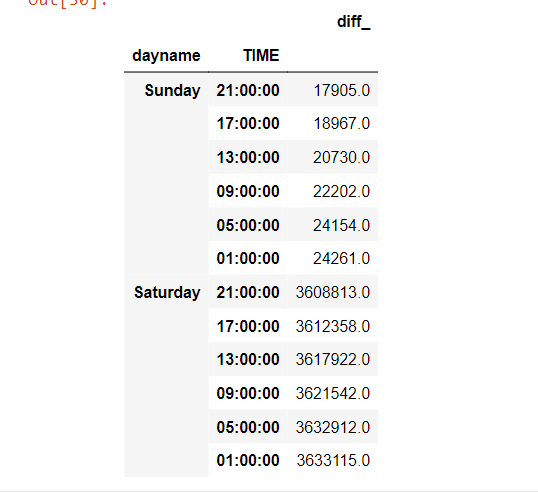 Out[50]:
diff_
dayname TIME
Sunday 21:00:00 17905.0
17:00:00 18967.0
13:00:00 20730.0
09:00:00 22202.0
05:00:00 24154.0
01:00:00 24261.0
Saturday 21:00:00 3608813.0
17:00:00 3612358.0
13:00:00 3617922.0
09:00:00 3621542.0
05:00:00 3632912.0
01:00:00 3633115.0